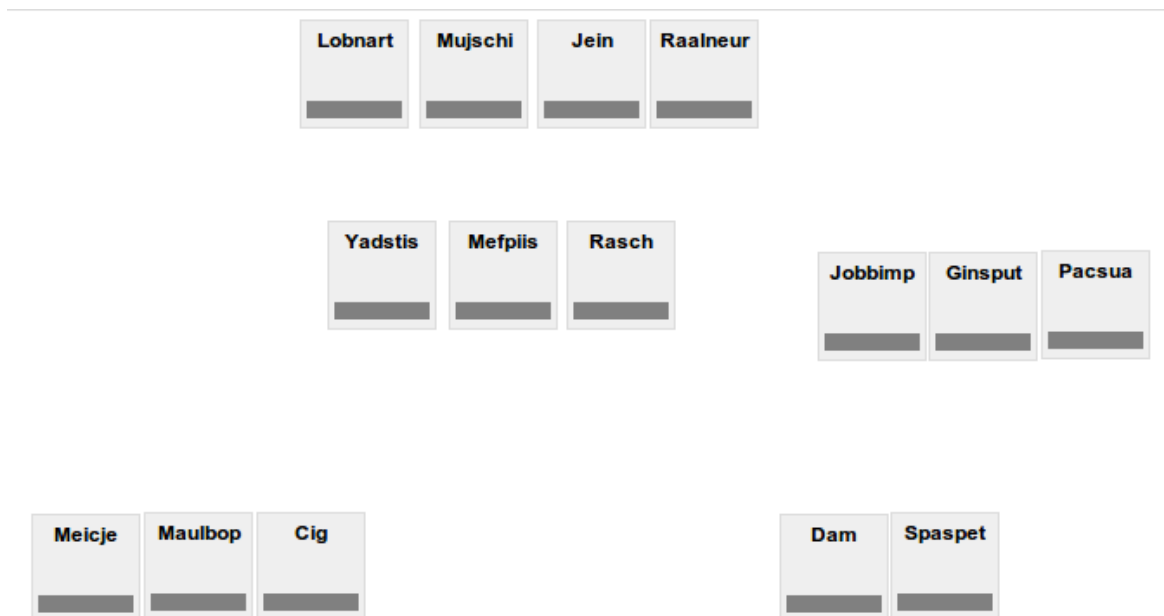 Lobnart Mujschi Jein Raalneur
Yadstis Mefpiis Rasch
Jobbimp Ginsput Pacsua
Meicje Maulbop Cig
Dam Spaspet